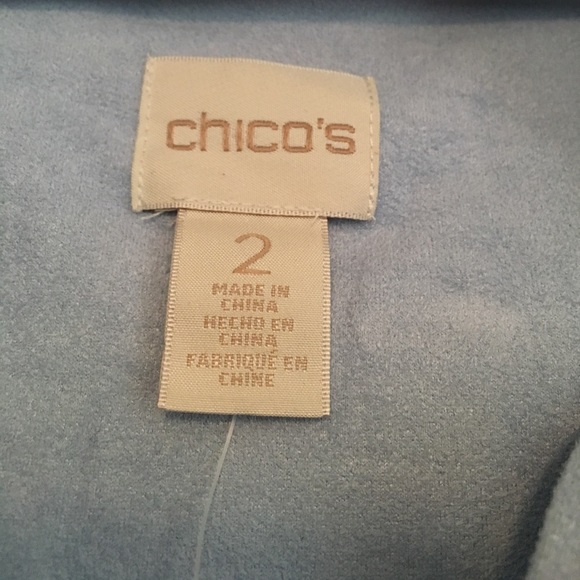 chico's
2
MADE IN
CHINA
HECHO EN
CHINA
FABRIQUÉ EN
CHINE